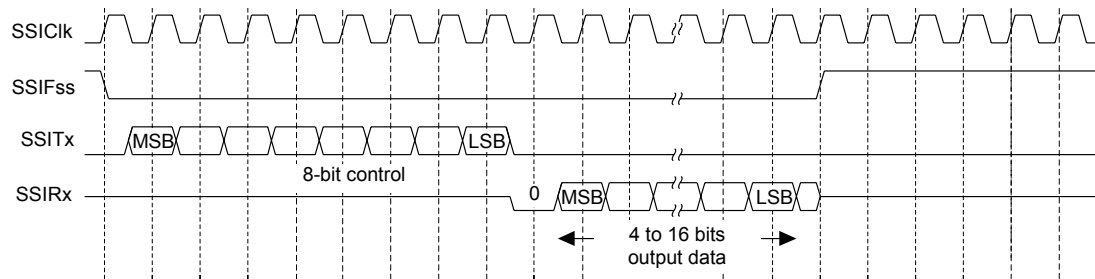 SSIClk
SSIFss
SSITx
MSB
LSB
8-bit control
SSIRx
0
MSB
LSB
4 to 16 bits
output data